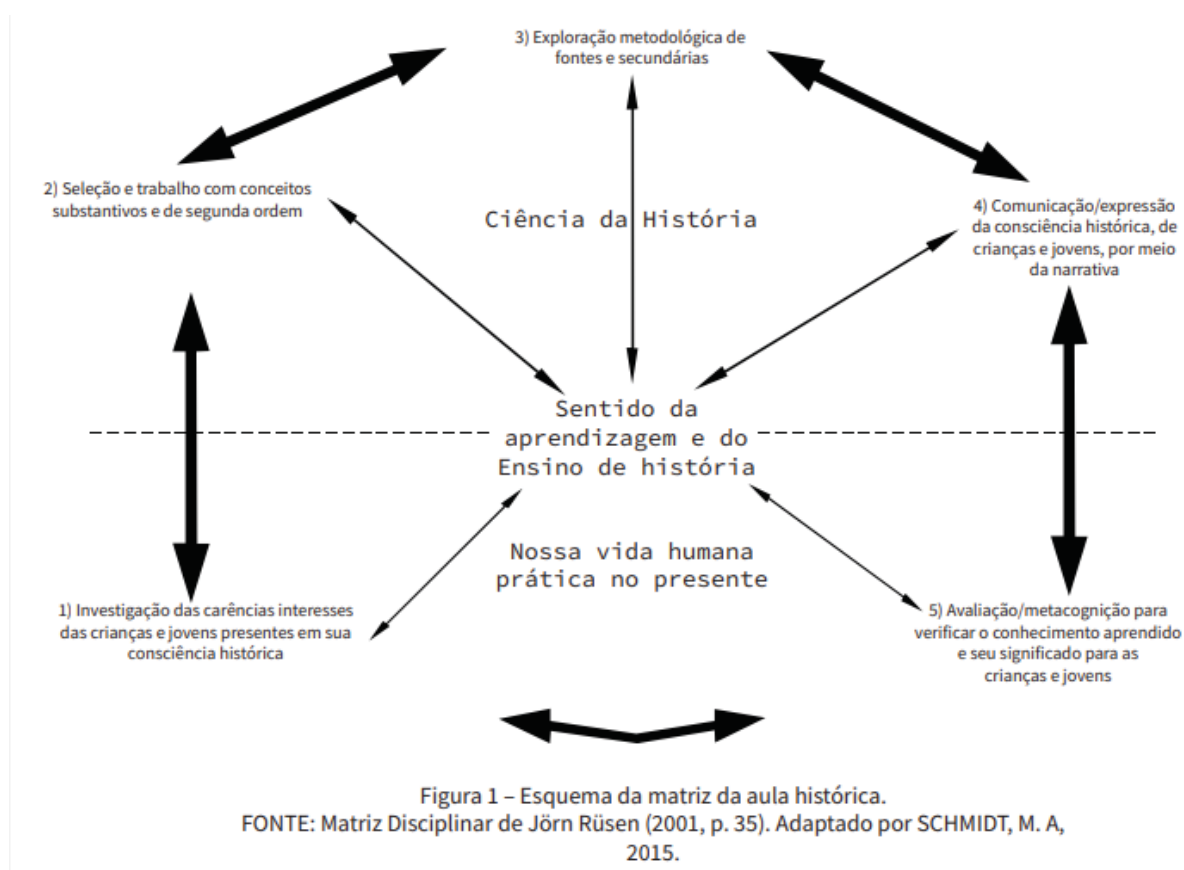 3) Exploração metodológica de
fontes e secundárias
2) Seleção e trabalho com conceitos
substantivos e de segunda ordem
Ciência da História
4) Comunicação/expressão
da consciência histórica, de
crianças e jovens, por meio
da narrativa
Sentido da
aprendizagem e do
Ensino de história
Nossa vida humana
prática no presente
1) Investigação das carências interesses
das crianças e jovens presentes em sua
consciência histórica
5) Avaliação/metacognição para
verificar o conhecimento aprendido
e seu significado para as
crianças e jovens
Figura 1 – Esquema da matriz da aula histórica.
FONTE: Matriz Disciplinar de Jörn Rüsen (2001, p. 35). Adaptado por SCHMIDT, M. A,
2015.